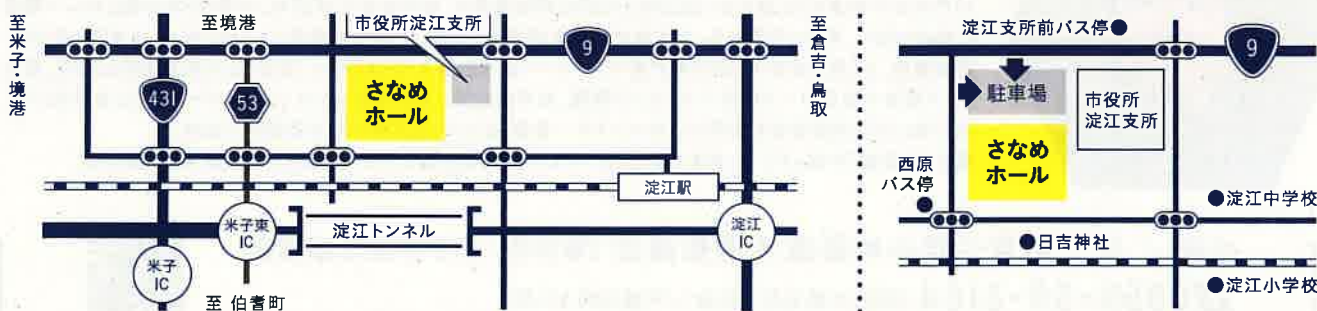 至米子・境港
至境港
市役所淀江支所
9
至倉吉・鳥取
431
53
さなめ
ホール
淀江駅
米子東
IC
淀江トンネル
淀江
IC
米子
IC
至 伯耆町
淀江支所前バス停
9
駐車場
市役所
淀江支所
さなめ
ホール
西原
バス停
淀江中学校
日吉神社
淀江小学校